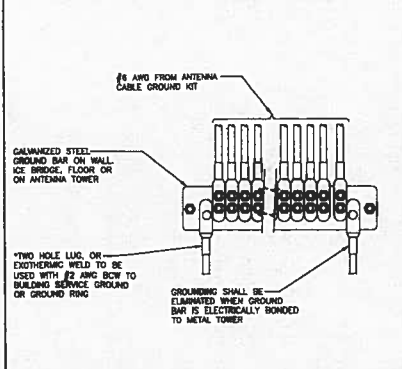 #6 AWG FROM ANTENNA
CABLE GROUND KIT
GALVANIZED STEEL
GROUND BAR ON WALL
ICE BRIDGE, FLOOR OR
ON ANTENNA TOWER
*TWO HOLE LUG, OR
EXOTHERMIC WELD TO BE
USED WITH #2 AWG BCW TO
BUILDING SERVICE GROUND
OR GROUND RING
GROUNDING SHALL BE
ELIMINATED WHEN GROUND
BAR IS ELECTRICALLY BONDED
TO METAL TOWER